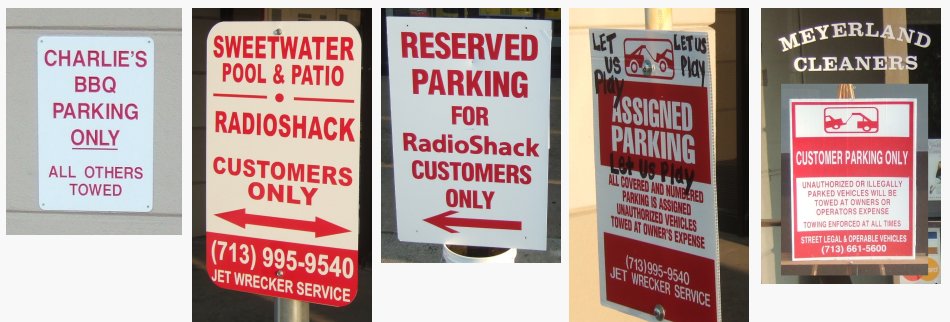 CHARLIE'S
BBQ
PARKING
ONLY
ALL OTHERS
TOWED
SWEETWATER
POOL & PATIO
RADIOSHACK
CUSTOMERS
ONLY
(713) 995-9540
JET WRECKER SERVICE
RESERVED
PARKING
FOR
RadioShack
CUSTOMERS
ONLY
LET
US
Play
LET US
Play
ASSIGNED
PARKING
Let Us Play
ALL COVERED AND NUMBERED
PARKING IS ASSIGNED
UNAUTHORIZED VEHICLES
TOWED AT OWNER'S EXPENSE
(713)995-9540
JET WRECKER SERVICE
MEYERLAND
CLEANERS
CUSTOMER PARKING ONLY
UNAUTHORIZED OR ILLEGALLY
PARKED VEHICLES WILL BE
TOWED AT OWNERS OR
OPERATORS EXPENSE
TOWING ENFORCED AT ALL TIMES
STREET LEGAL & OPERABLE VEHICLES
(713) 661-5600